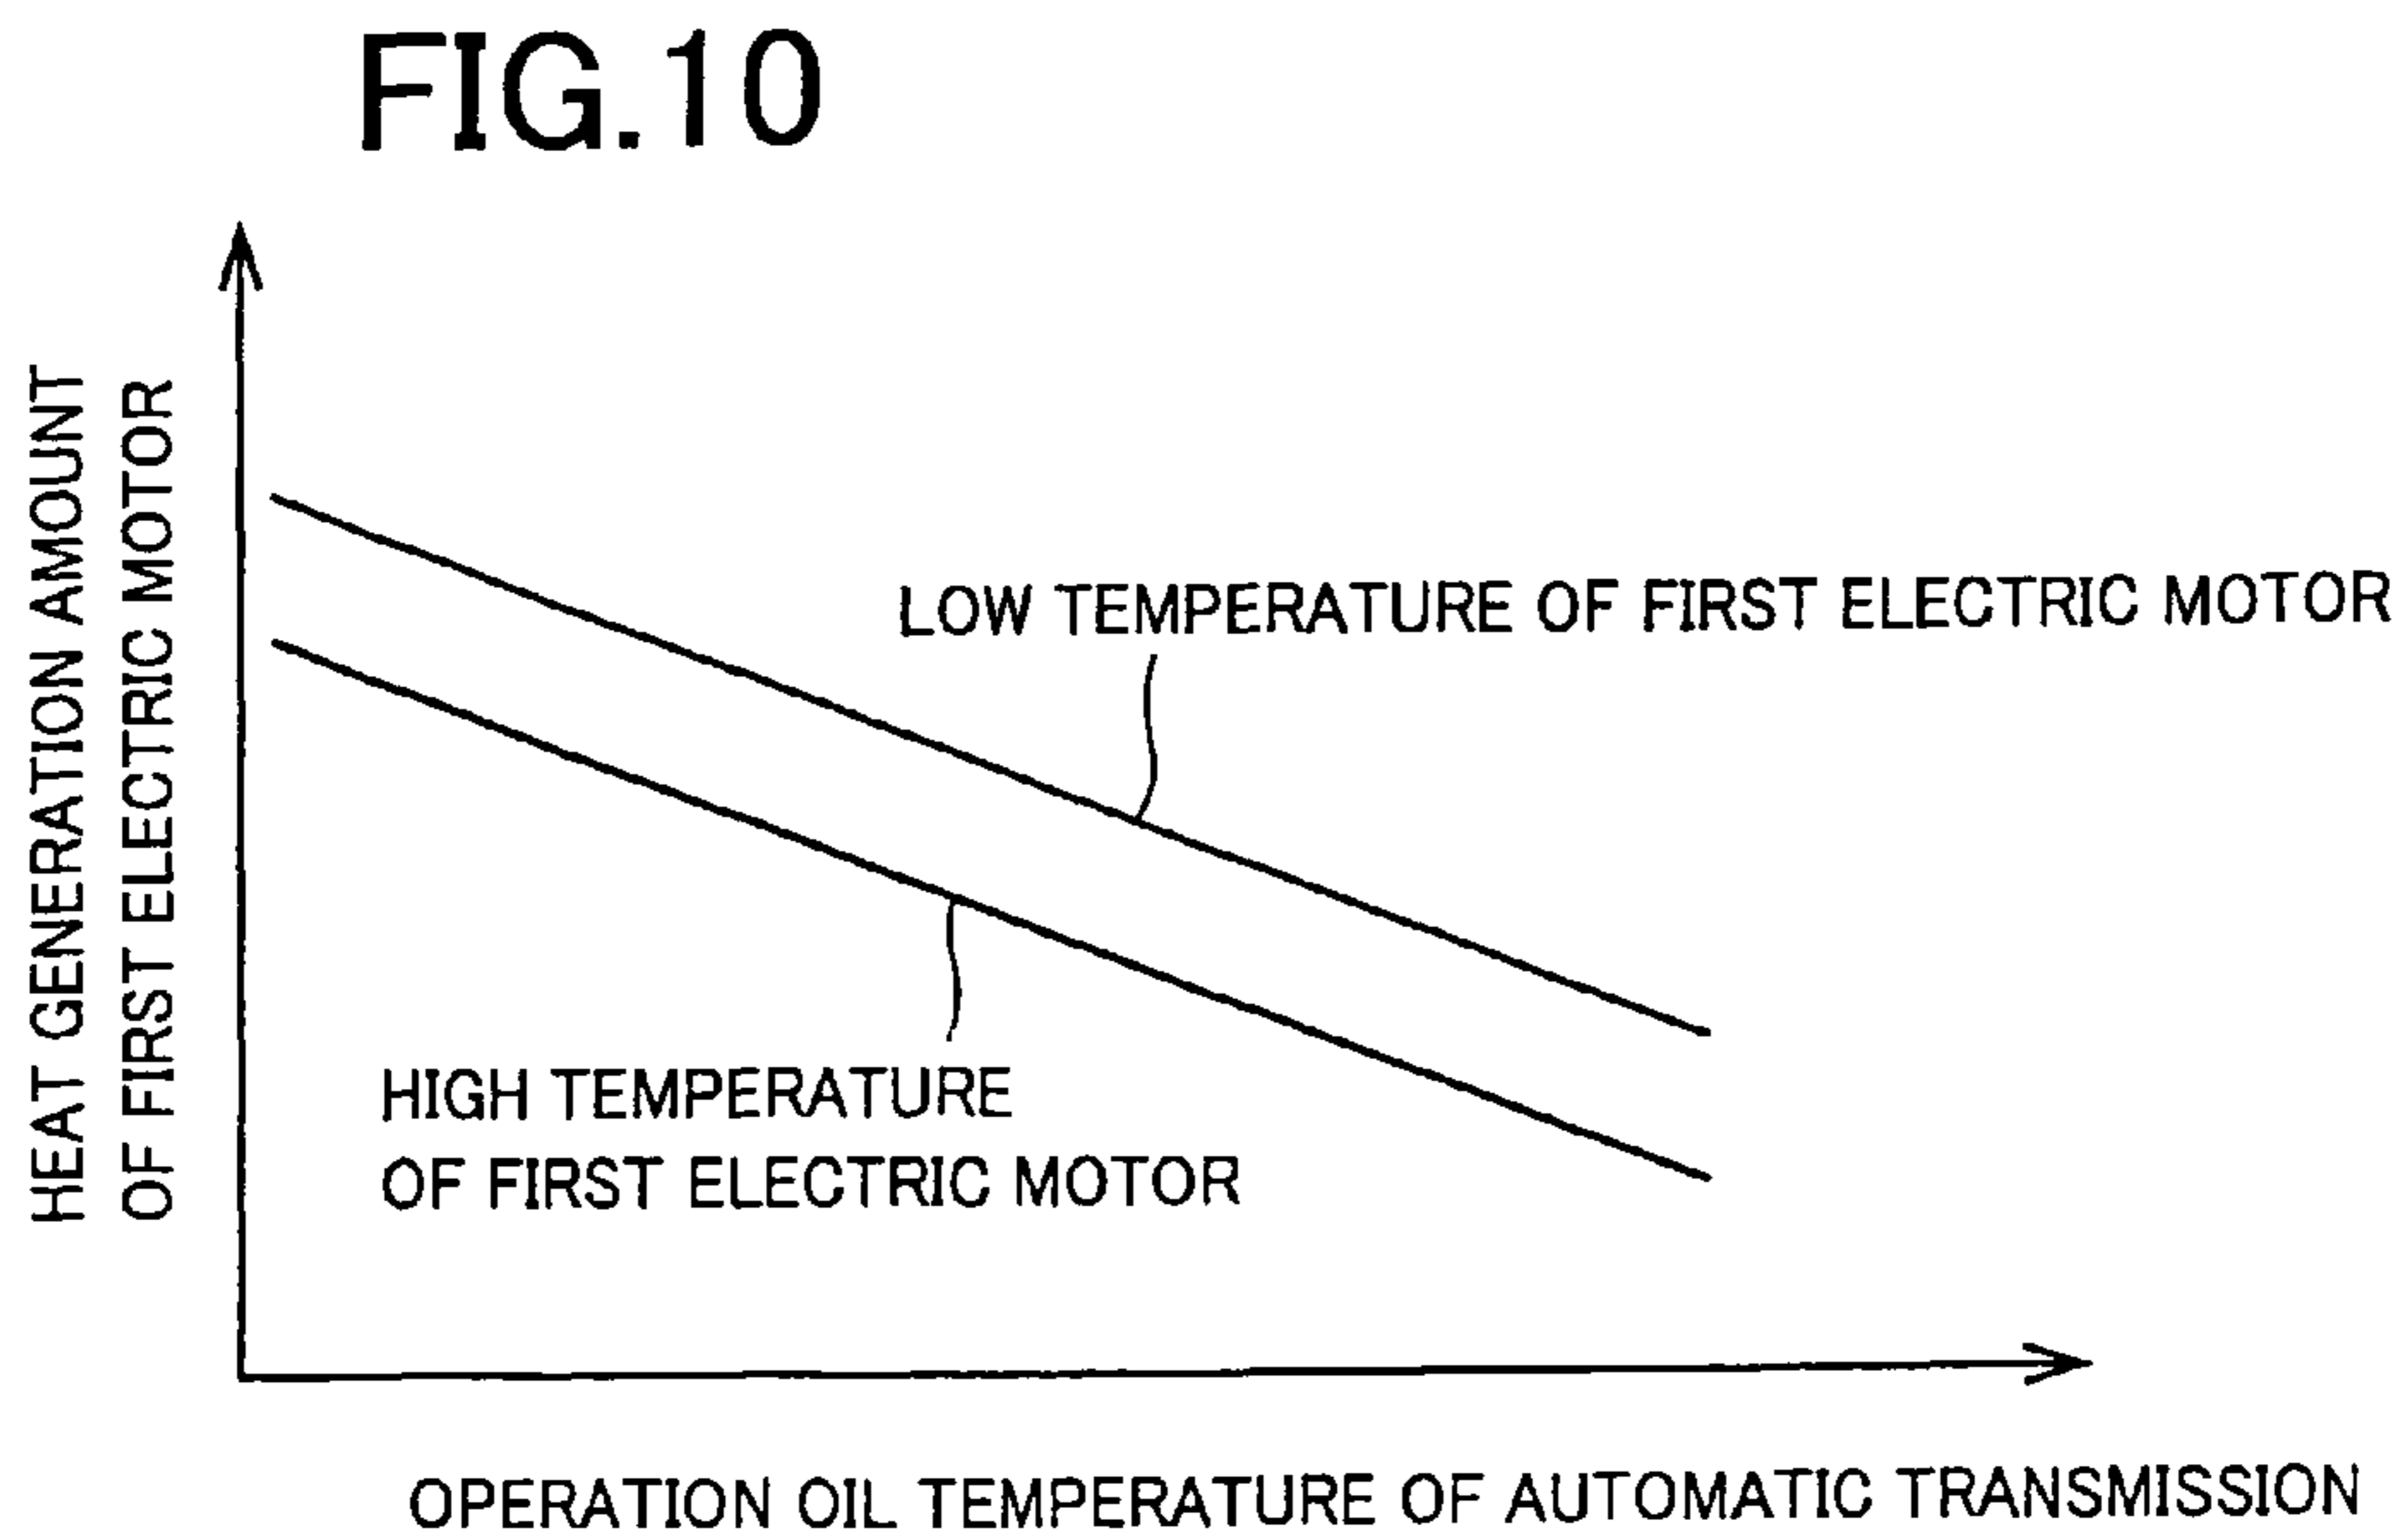 FIG.10
HEAT GENERATION AMOUNT
OF FIRST ELECTRIC MOTOR
LOW TEMPERATURE OF FIRST ELECTRIC MOTOR
HIGH TEMPERATURE
OF FIRST ELECTRIC MOTOR
OPERATION OIL TEMPERATURE OF AUTOMATIC TRANSMISSION